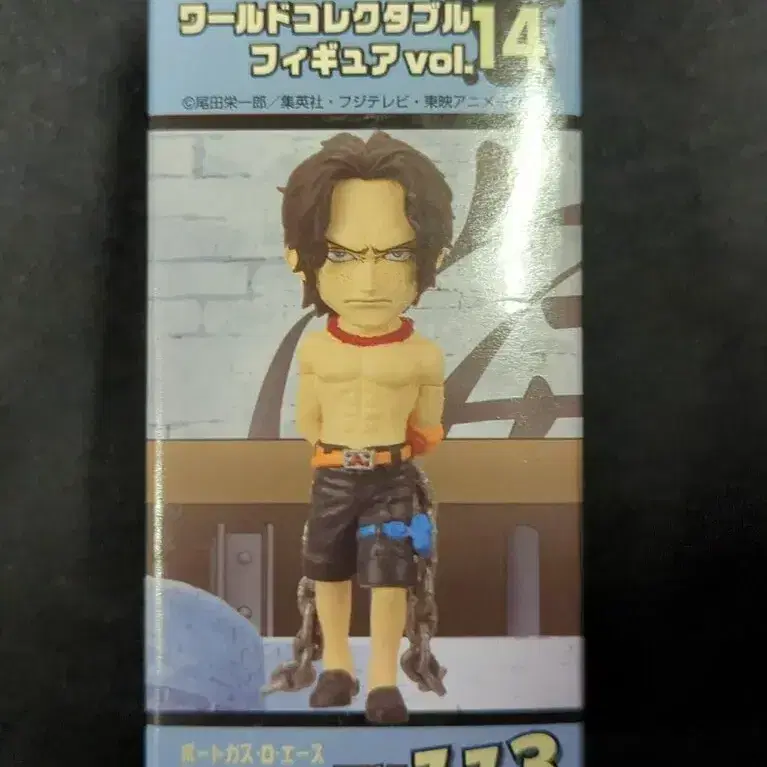 ワールドコレクタブル
フィギュア vol.14
©尾田栄一郎／集英社・フジテレビ・東映アニメ
ポートガス・D・エース
113